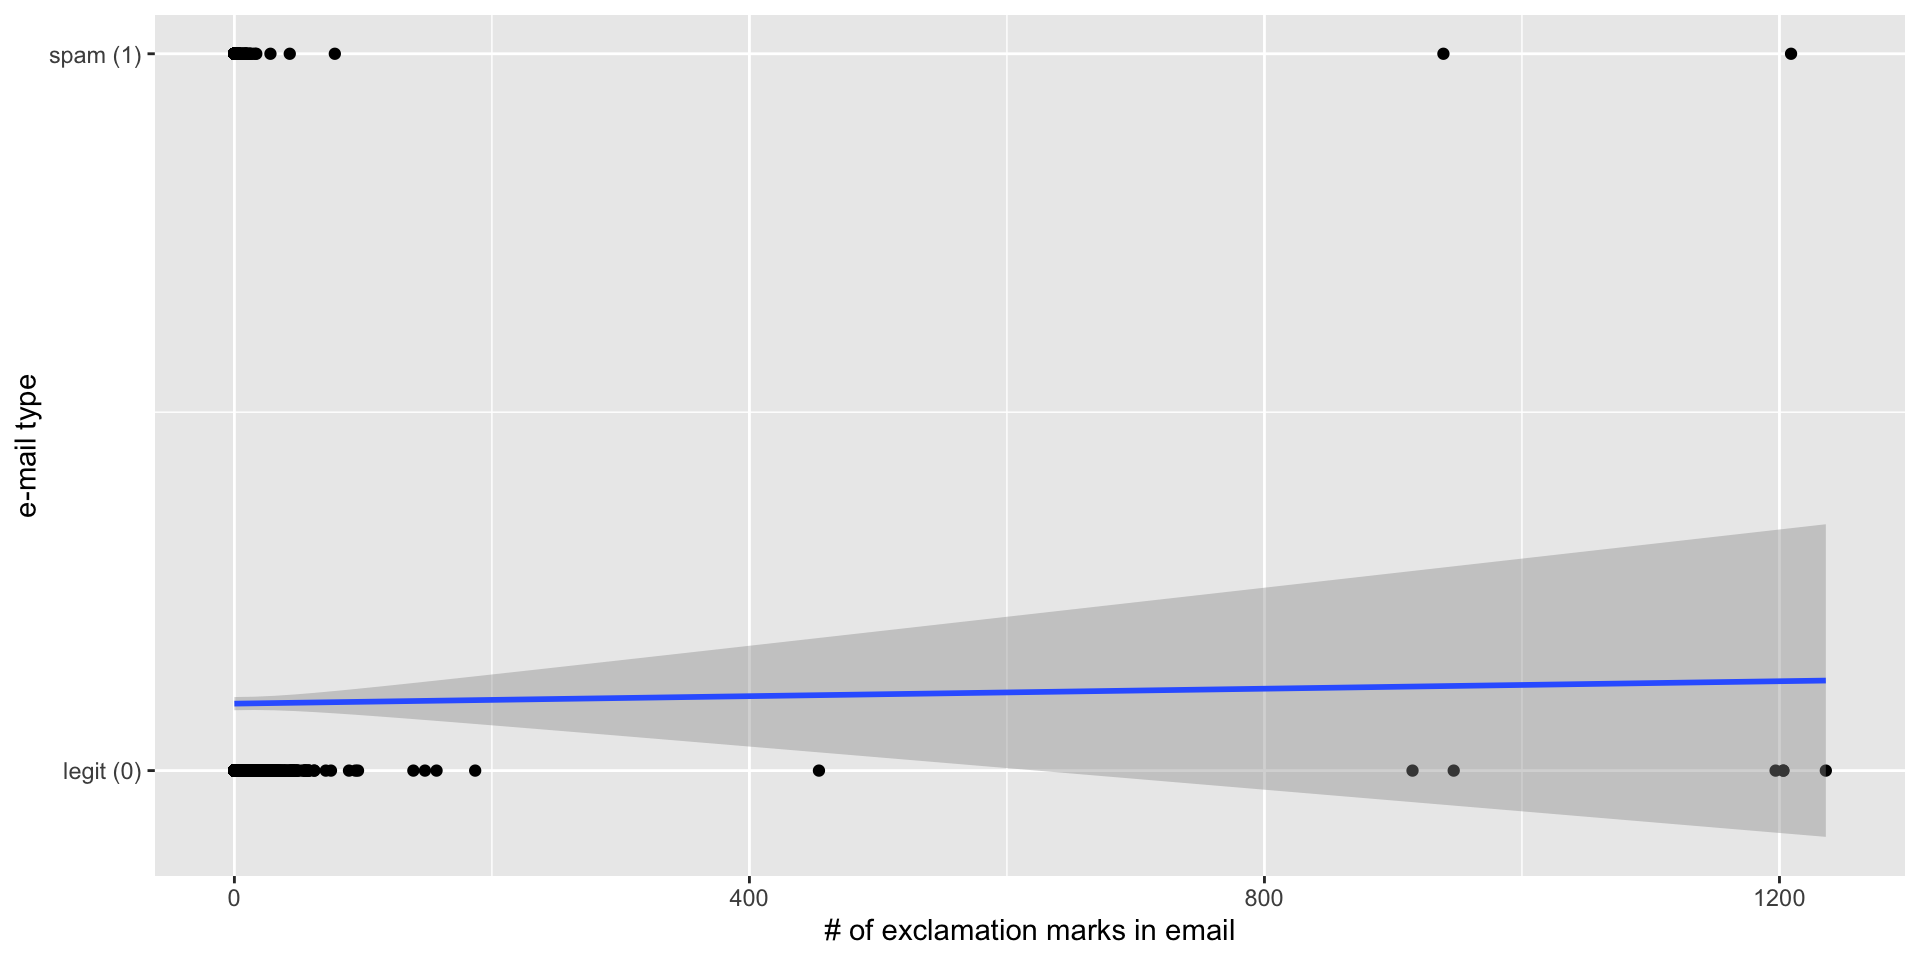 spam (1)
e-mail type
legit (0)
0 400 800 1200
# of exclamation marks in email